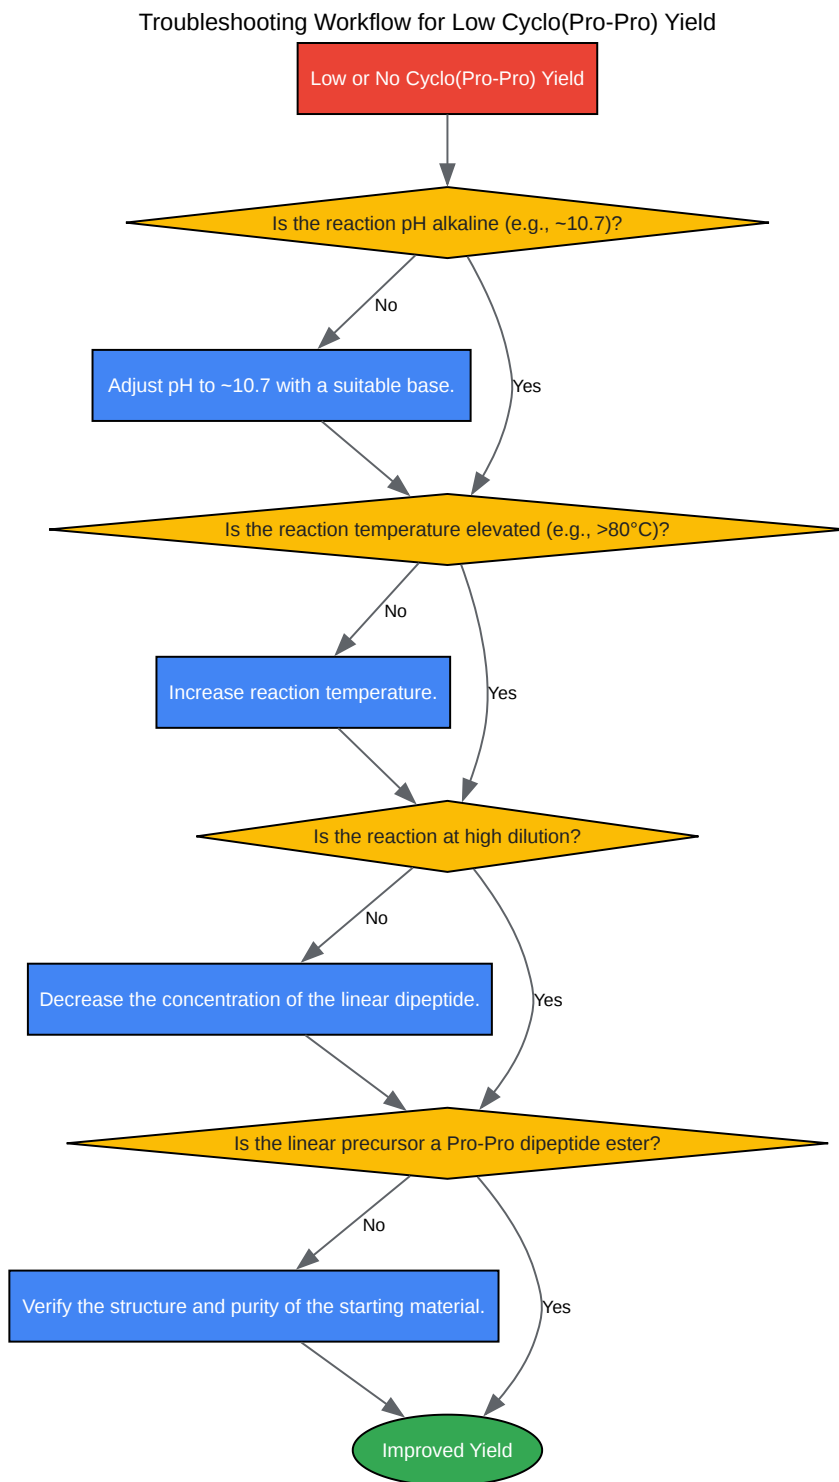 Troubleshooting Workflow for Low Cyclo(Pro-Pro) Yield
Low or No Cyclo(Pro-Pro) Yield
Is the reaction pH alkaline (e.g., ~10.7)?
No
Adjust pH to ~10.7 with a suitable base.
Yes
Is the reaction temperature elevated (e.g., >80°C)?
No
Increase reaction temperature.
Yes
Is the reaction at high dilution?
No
Decrease the concentration of the linear dipeptide.
Yes
Is the linear precursor a Pro-Pro dipeptide ester?
No
Verify the structure and purity of the starting material.
Yes
Improved Yield